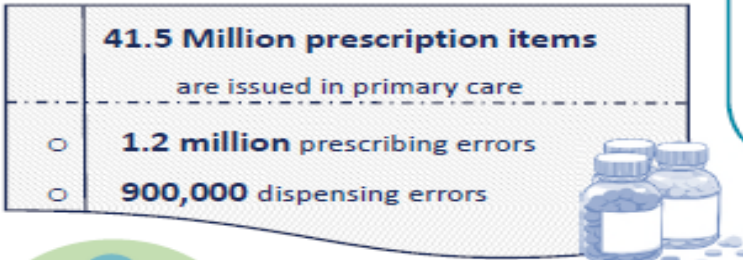 41.5 Million prescription items
are issued in primary care
1.2 million prescribing errors
900,000 dispensing errors